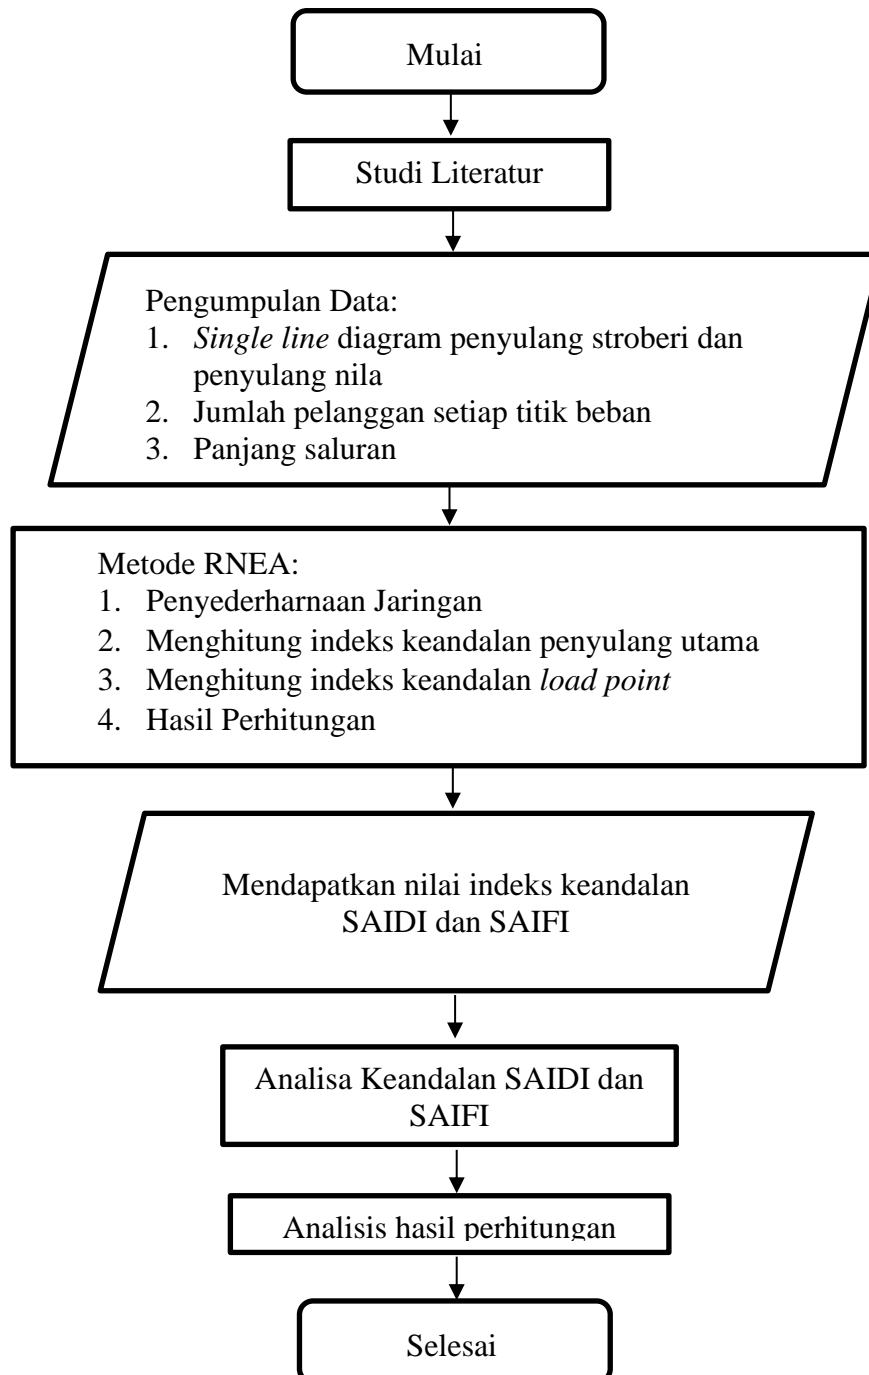 Mulai
Studi Literatur
Pengumpulan Data:
1. Single line diagram penyulang stroberi dan
penyulang nila
2. Jumlah pelanggan setiap titik beban
3. Panjang saluran
Metode RNEA:
1. Penyederharnaan Jaringan
2. Menghitung indeks keandalan penyulang utama
3. Menghitung indeks keandalan load point
4. Hasil Perhitungan
Mendapatkan nilai indeks keandalan
SAIDI dan SAIFI
Analisa Keandalan SAIDI dan
SAIFI
Analisis hasil perhitungan
Selesai